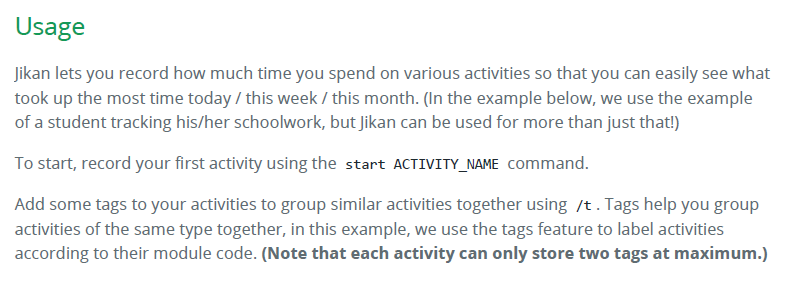 Usage
Jikan lets you record how much time you spend on various activities so that you can easily see what
took up the most time today / this week / this month. (In the example below, we use the example
of a student tracking his/her schoolwork, but Jikan can be used for more than just that!)
To start, record your first activity using the start ACTIVITY_NAME command.
Add some tags to your activities to group similar activities together using /t . Tags help you group
activities of the same type together, in this example, we use the tags feature to label activities
according to their module code. (Note that each activity can only store two tags at maximum.)